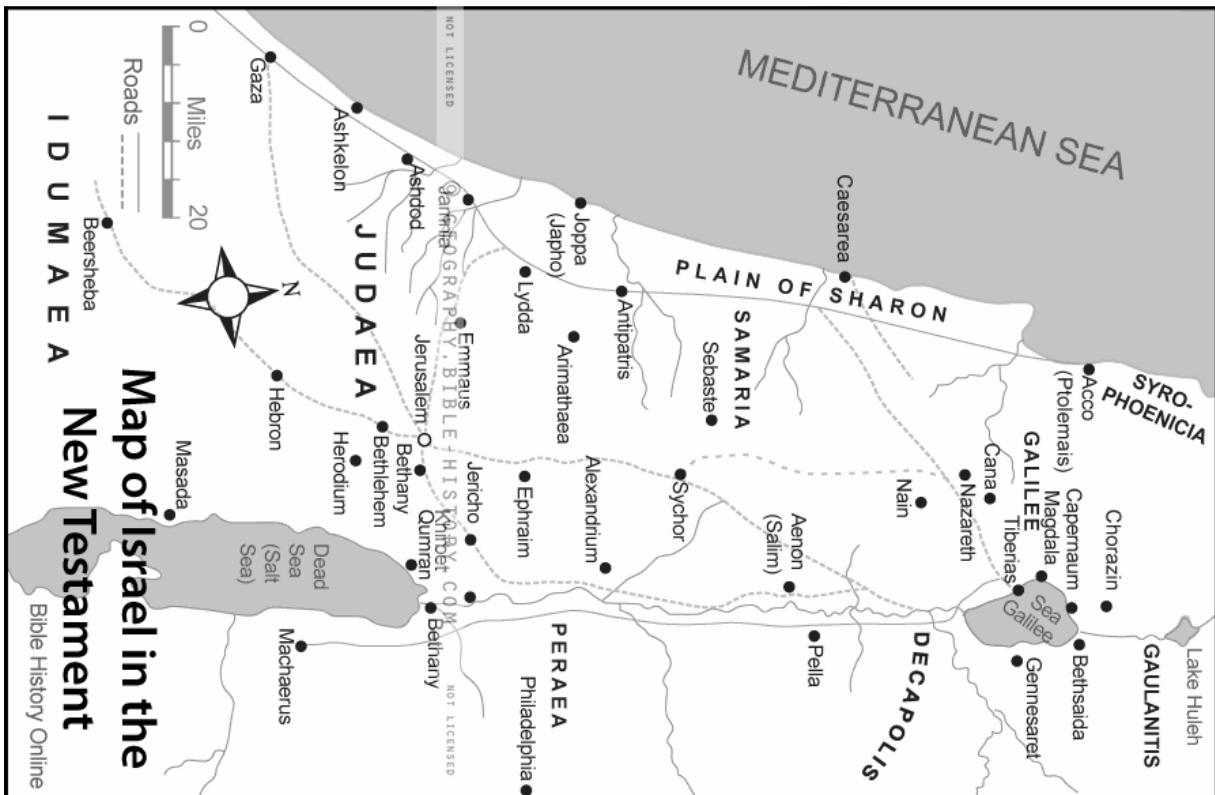 MEDITERRANEAN SEA
SYRO-
PHOENICIA
Lake Huleh
Acco
(Ptolemais)
Chorazin
GAULANITIS
Capernaum
Magdala
GALILEE
Bethsaida
Sea
Galilee
Cana
Tiberias
Gennesaret
Nazareth
Nain
DECAPOLIS
Caesarea
PLAIN OF SHARON
Pella
Aenon
(Salim)
SAMARIA
Sebaste
Sychor
Antipatris
Alexandrium
Joppa
(Japho)
Arimathaea
PERAEA
Lydda
Ephraim
Philadelphia
Jamnia
Emmaus
Jericho
Ashdod
Jerusalem
Bethany
Khirbet
Qumran
Bethany
JUDAEA
Bethlehem
Herodium
Ashkelon
Dead
Sea
(Salt
Sea)
Machaerus
Gaza
Hebron
N
Masada
0 Miles 20
Roads
Beersheba
IDUMAEA
Map of Israel in the
New Testament
Bible History Online
NOT LICENSED
© GEOGRAPHY.BIBLE-HISTORY.COM
NOT LICENSED